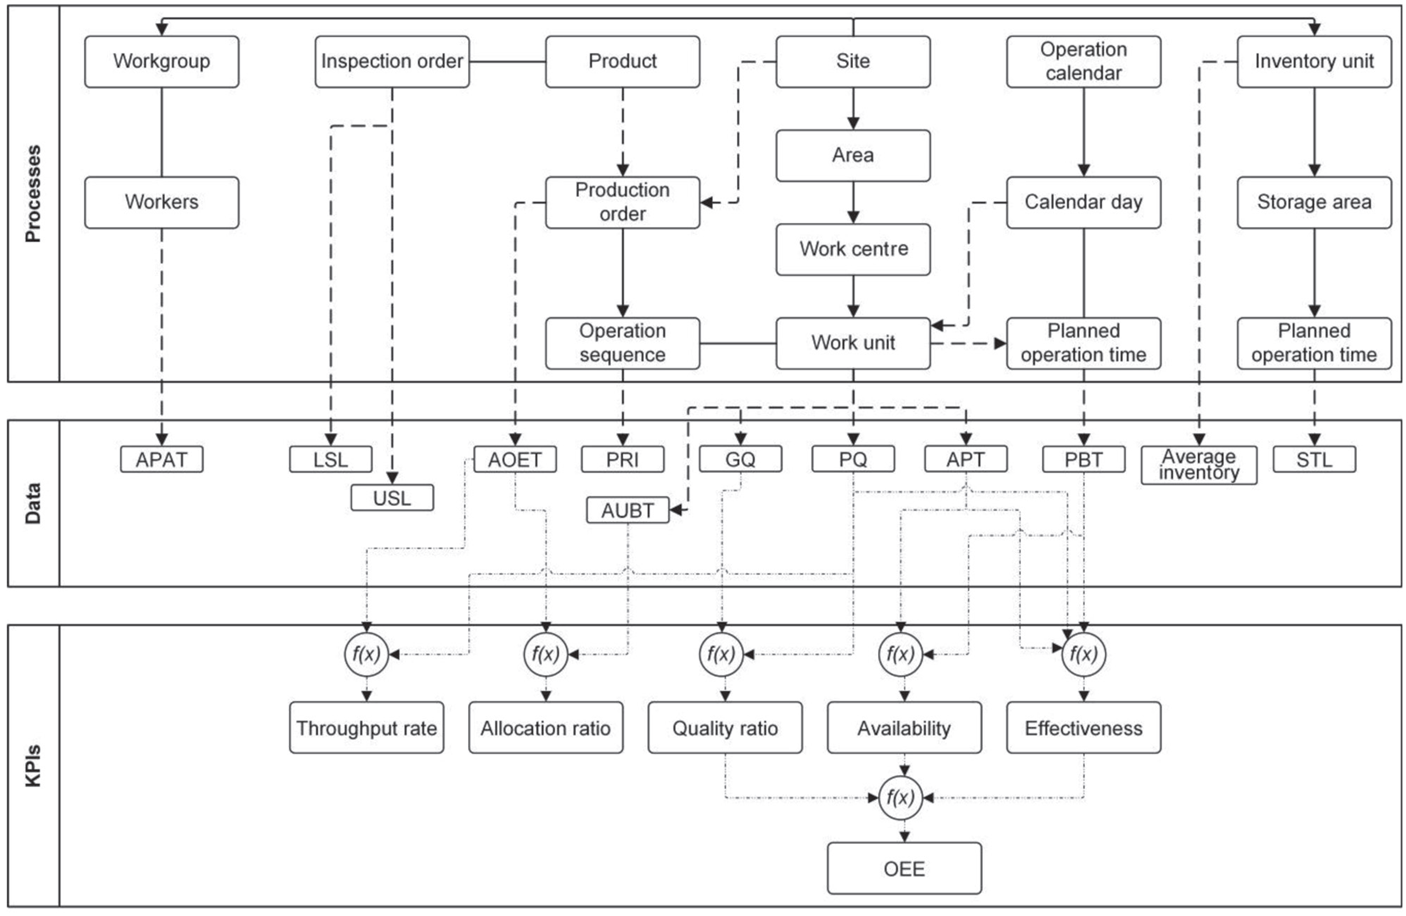 Processes
Workgroup
Inspection order
Product
Site
Operation
calendar
Inventory unit
Area
Workers
Production
order
Calendar day
Storage area
Work centre
Operation
sequence
Work unit
Planned
operation time
Planned
operation time
Data
APAT
LSL
AOET
PRI
GQ
PQ
APT
PBT
Average
inventory
STL
USL
AUBT
KPIs
f(x)
f(x)
f(x)
f(x)
f(x)
Throughput rate
Allocation ratio
Quality ratio
Availability
Effectiveness
f(x)
OEE